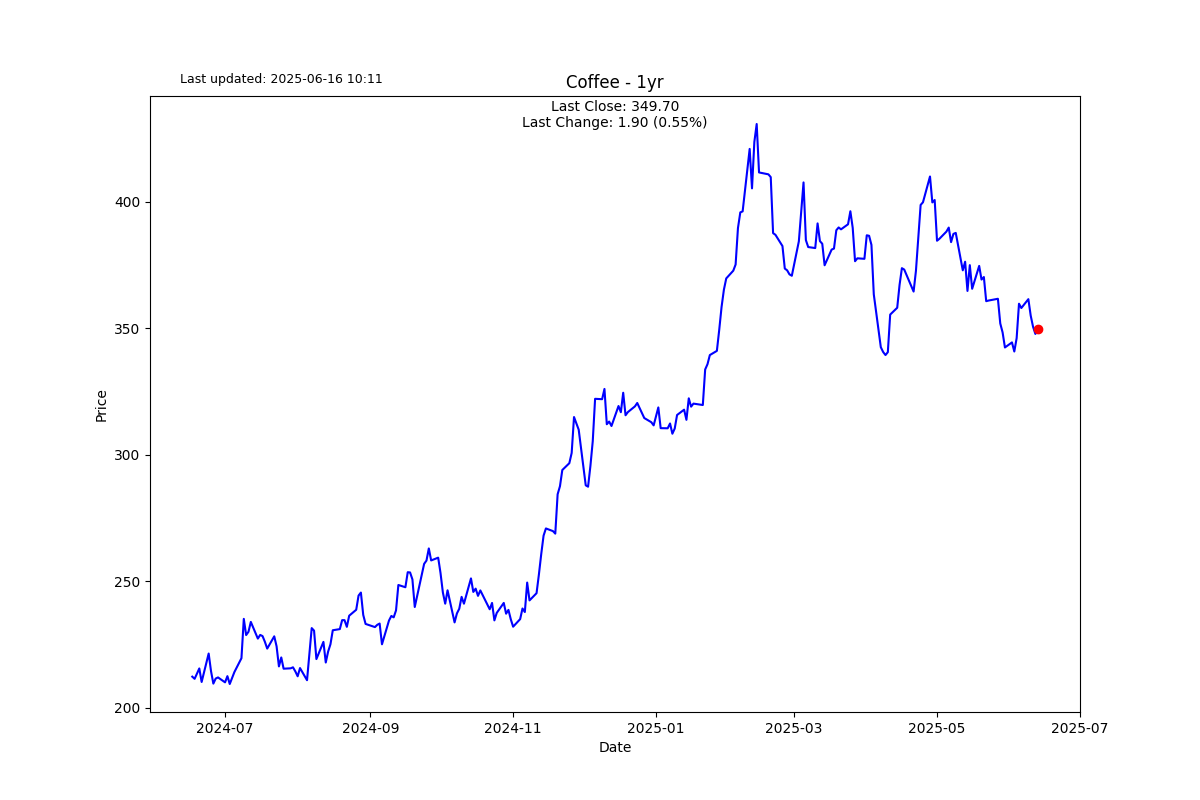 Last updated: 2025-06-16 10:11
Coffee - 1yr
Last Close: 349.70
Last Change: 1.90 (0.55%)
Price
400
350
300
250
200
2024-07
2024-09
2024-11
2025-01
2025-03
2025-05
2025-07
Date